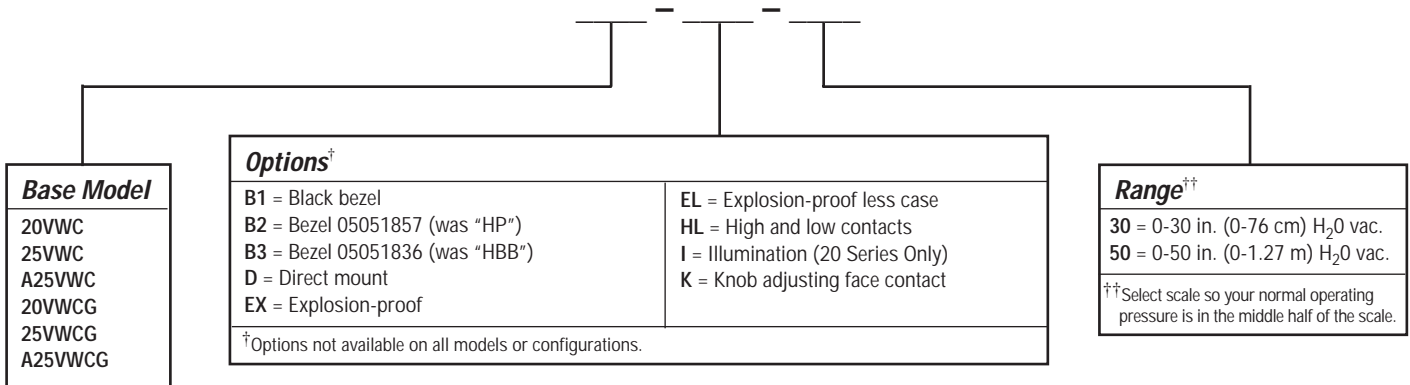 ____ – ____ – ____
Base Model
20VWC
25VWC
A25VWC
20VWCG
25VWCG
A25VWCG
Options†
B1 = Black bezel
B2 = Bezel 05051857 (was “HP”)
B3 = Bezel 05051836 (was “HBB”)
D = Direct mount
EX = Explosion-proof
EL = Explosion-proof less case
HL = High and low contacts
I = Illumination (20 Series Only)
K = Knob adjusting face contact
†Options not available on all models or configurations.
Range††
30 = 0-30 in. (0-76 cm) H₂0 vac.
50 = 0-50 in. (0-1.27 m) H₂0 vac.
††Select scale so your normal operating
pressure is in the middle half of the scale.